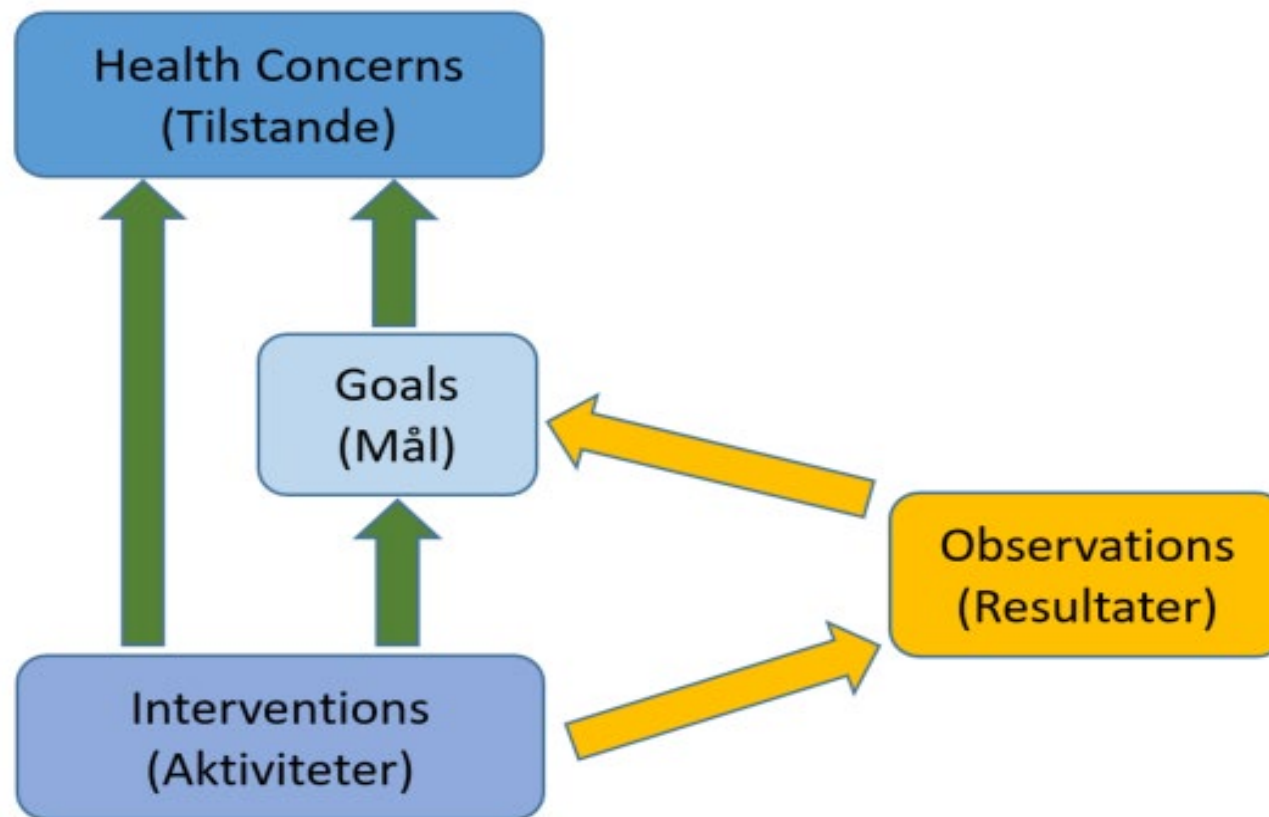 Health Concerns
(Tilstande)
Goals
(Mål)
Observations
(Resultater)
Interventions
(Aktiviteter)